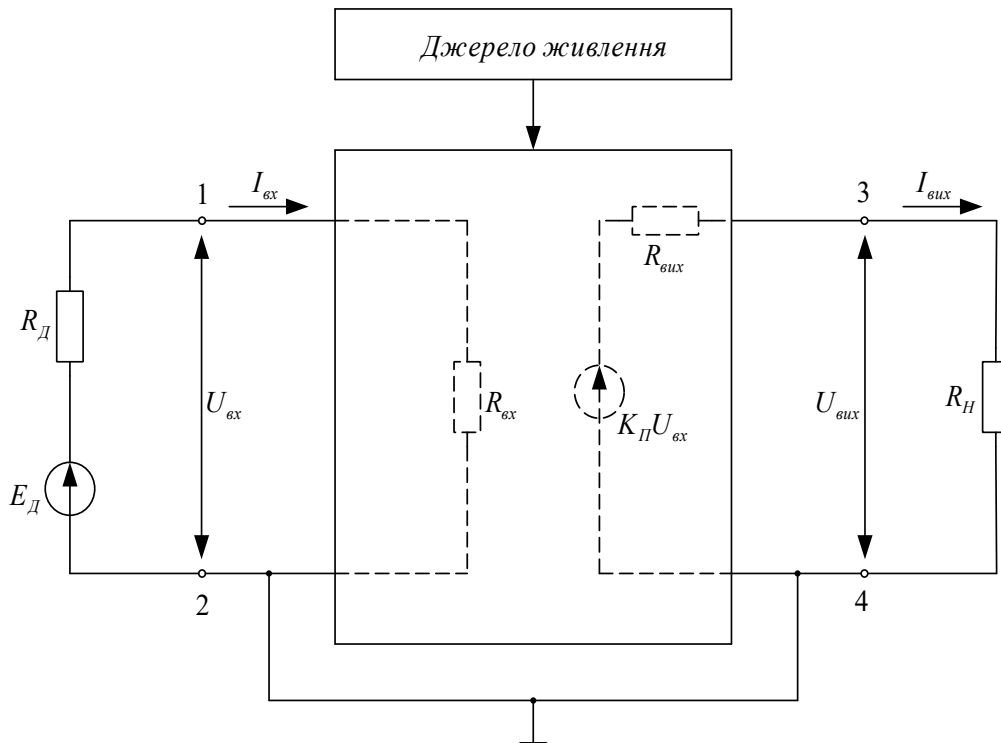 Джерело живлення
1
I_вх
3
I_вих
R_вих
R_Д
U_вх
R_вх
K_П U_вх
U_вих
R_Н
E_Д
2
4